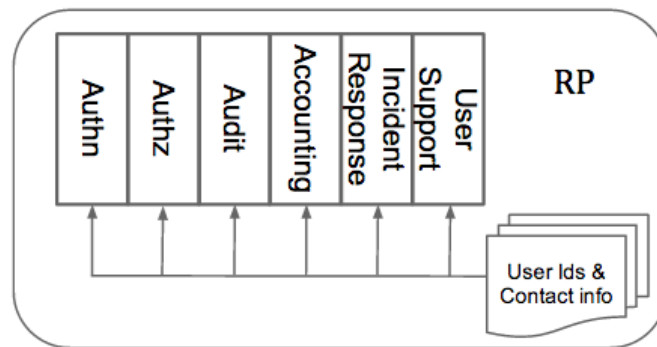 Authn
Authz
Audit
Accounting
Incident
Response
User
Support
RP
User Ids &
Contact info